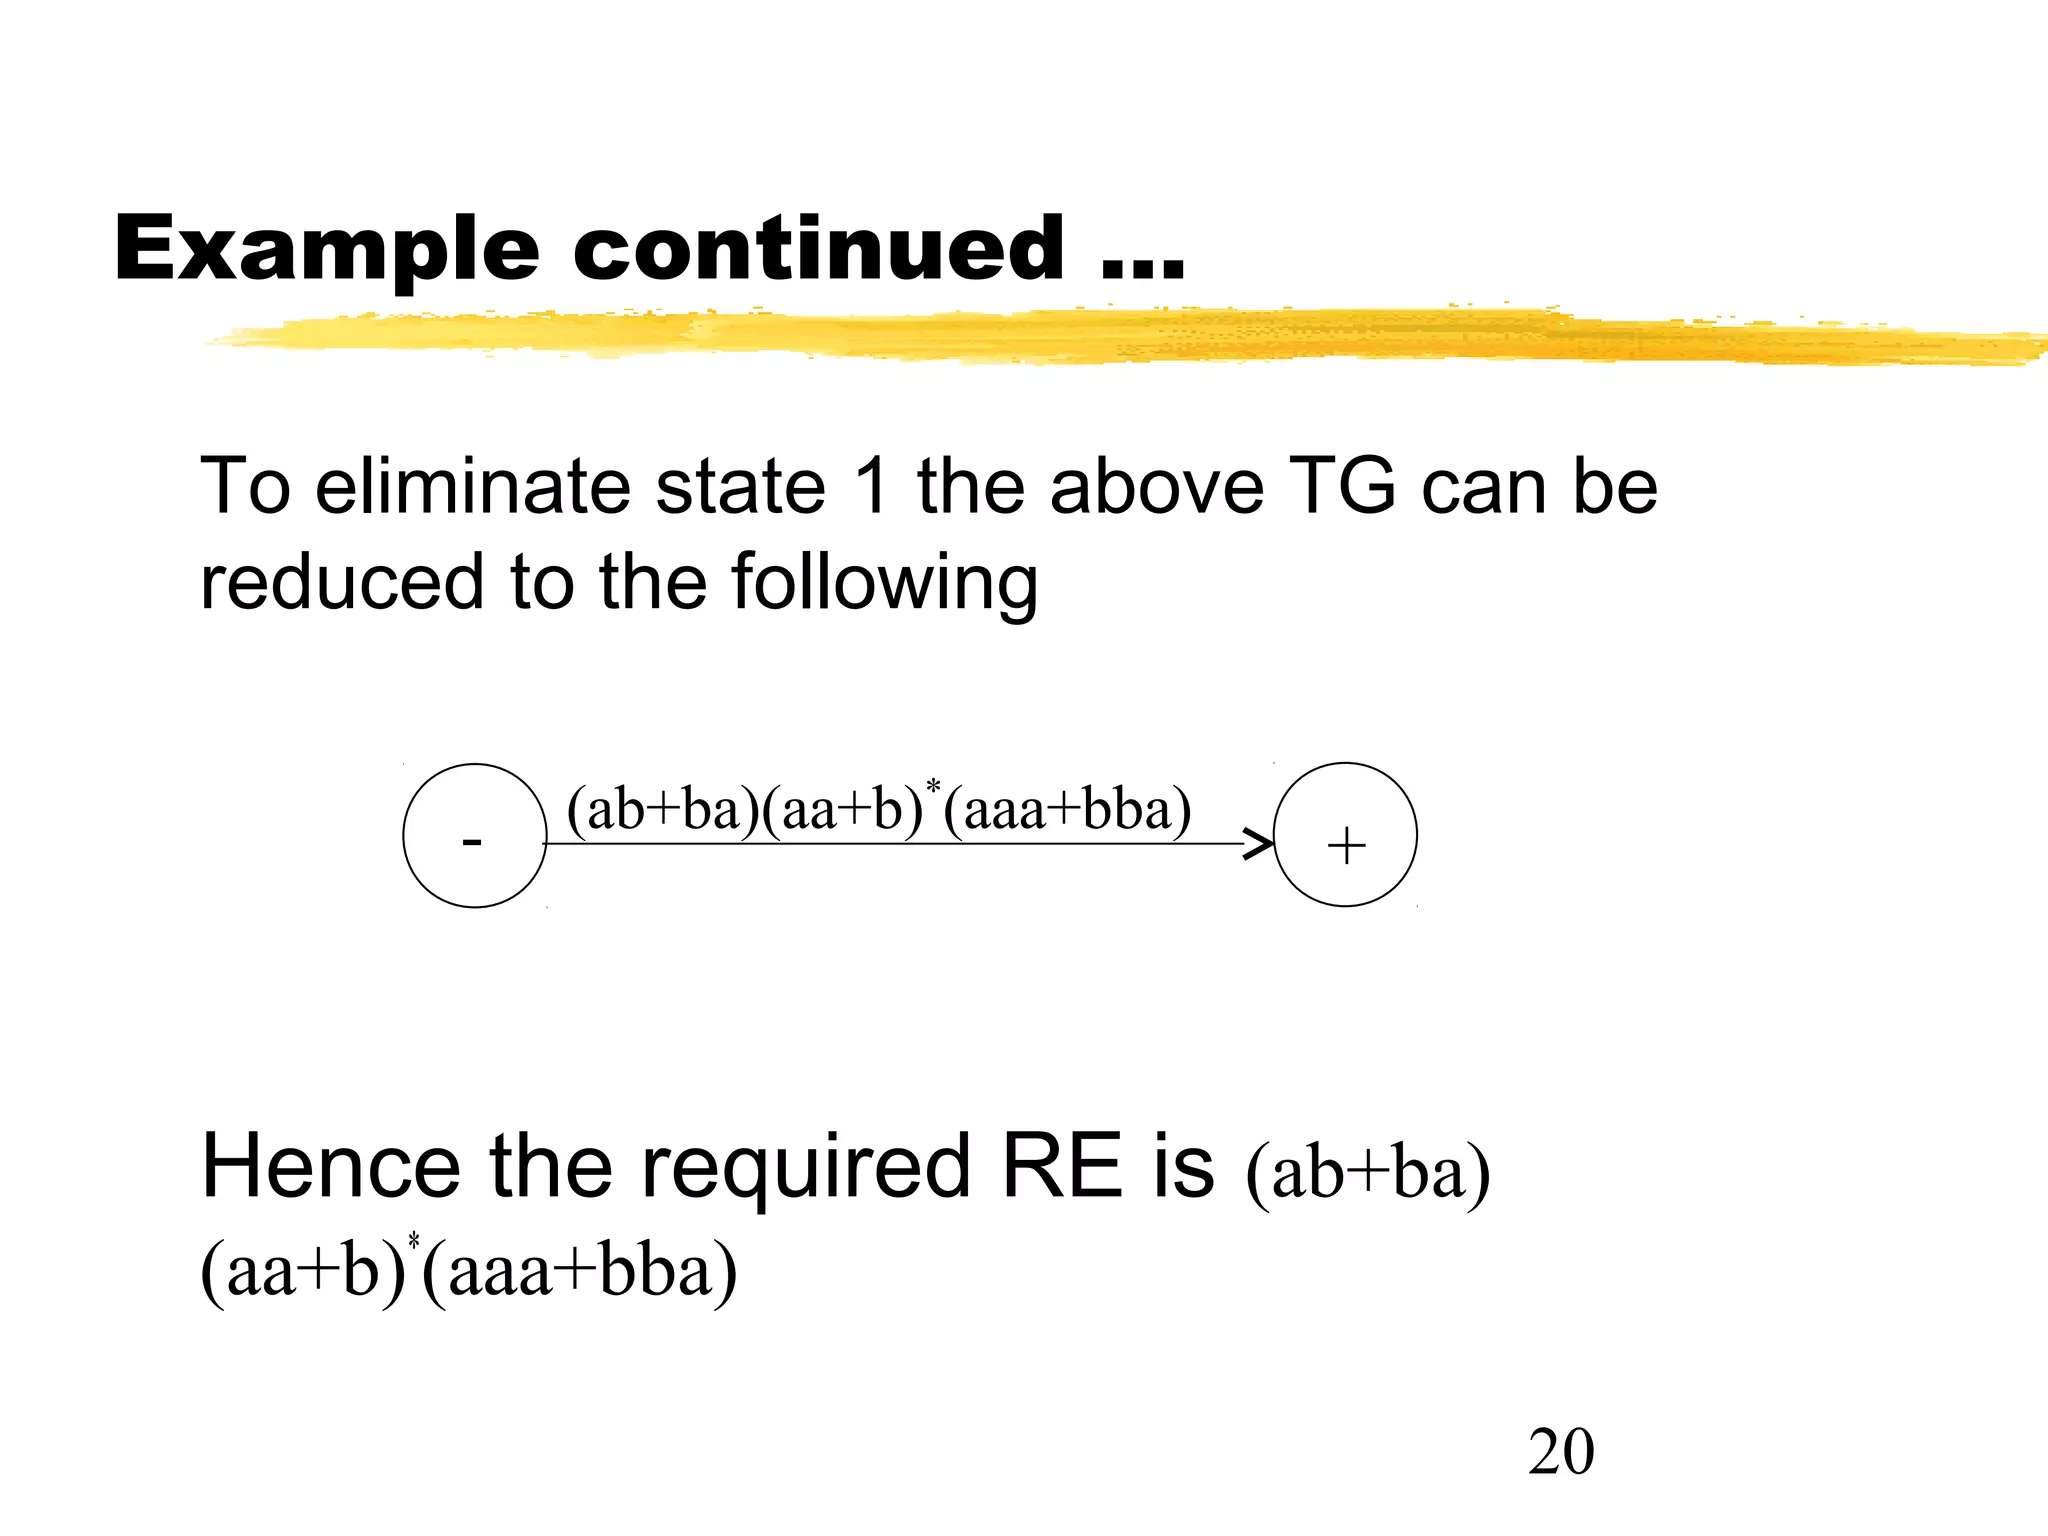 Example continued ...
To eliminate state 1 the above TG can be
reduced to the following
(ab+ba)(aa+b)*(aaa+bba)
- +
Hence the required RE is (ab+ba)
(aa+b)*(aaa+bba)
20